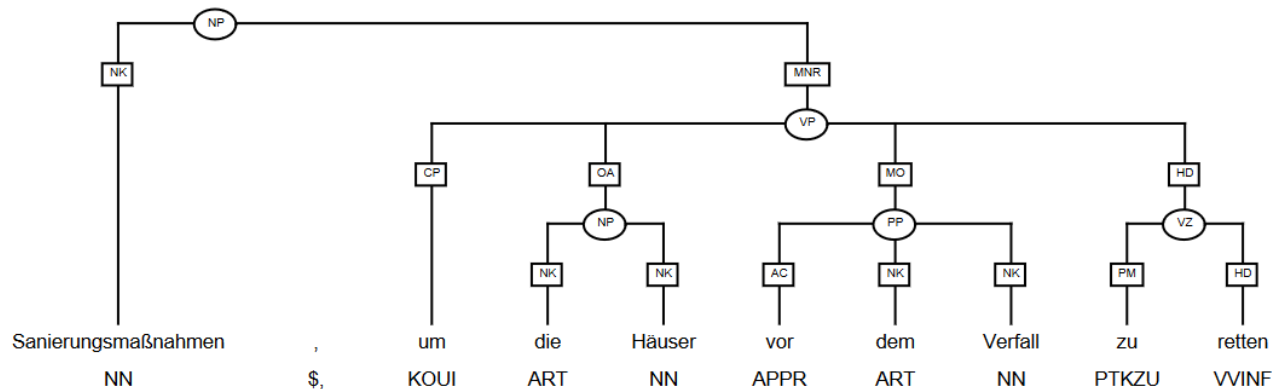 NP
NK MNR
VP
CP OA MO HD
NP PP VZ
NK NK AC NK NK PM HD
Sanierungsmaßnahmen , um die Häuser vor dem Verfall zu retten
NN $, KOUI ART NN APPR ART NN PTKZU VVINF